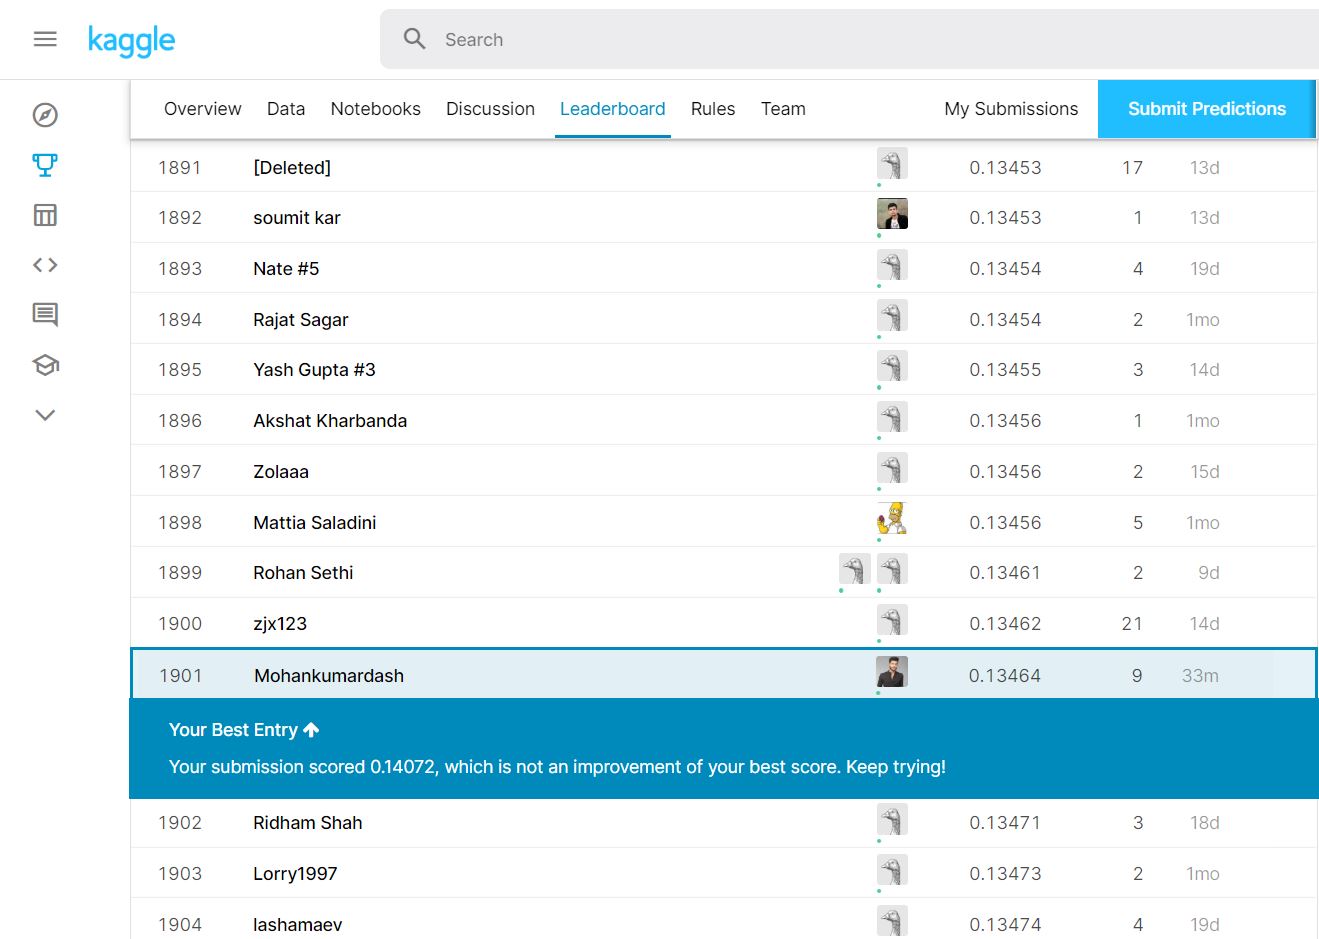 kaggle
Search
Overview Data Notebooks Discussion Leaderboard Rules Team My Submissions Submit Predictions
1891 [Deleted] 0.13453 17 13d
1892 soumit kar 0.13453 1 13d
1893 Nate #5 0.13454 4 19d
1894 Rajat Sagar 0.13454 2 1mo
1895 Yash Gupta #3 0.13455 3 14d
1896 Akshat Kharbanda 0.13456 1 1mo
1897 Zolaaa 0.13456 2 15d
1898 Mattia Saladini 0.13456 5 1mo
1899 Rohan Sethi 0.13461 2 9d
1900 zjx123 0.13462 21 14d
1901 Mohankumardash 0.13464 9 33m
Your Best Entry
Your submission scored 0.14072, which is not an improvement of your best score. Keep trying!
1902 Ridham Shah 0.13471 3 18d
1903 Lorry1997 0.13473 2 1mo
1904 lashamaev 0.13474 4 19d